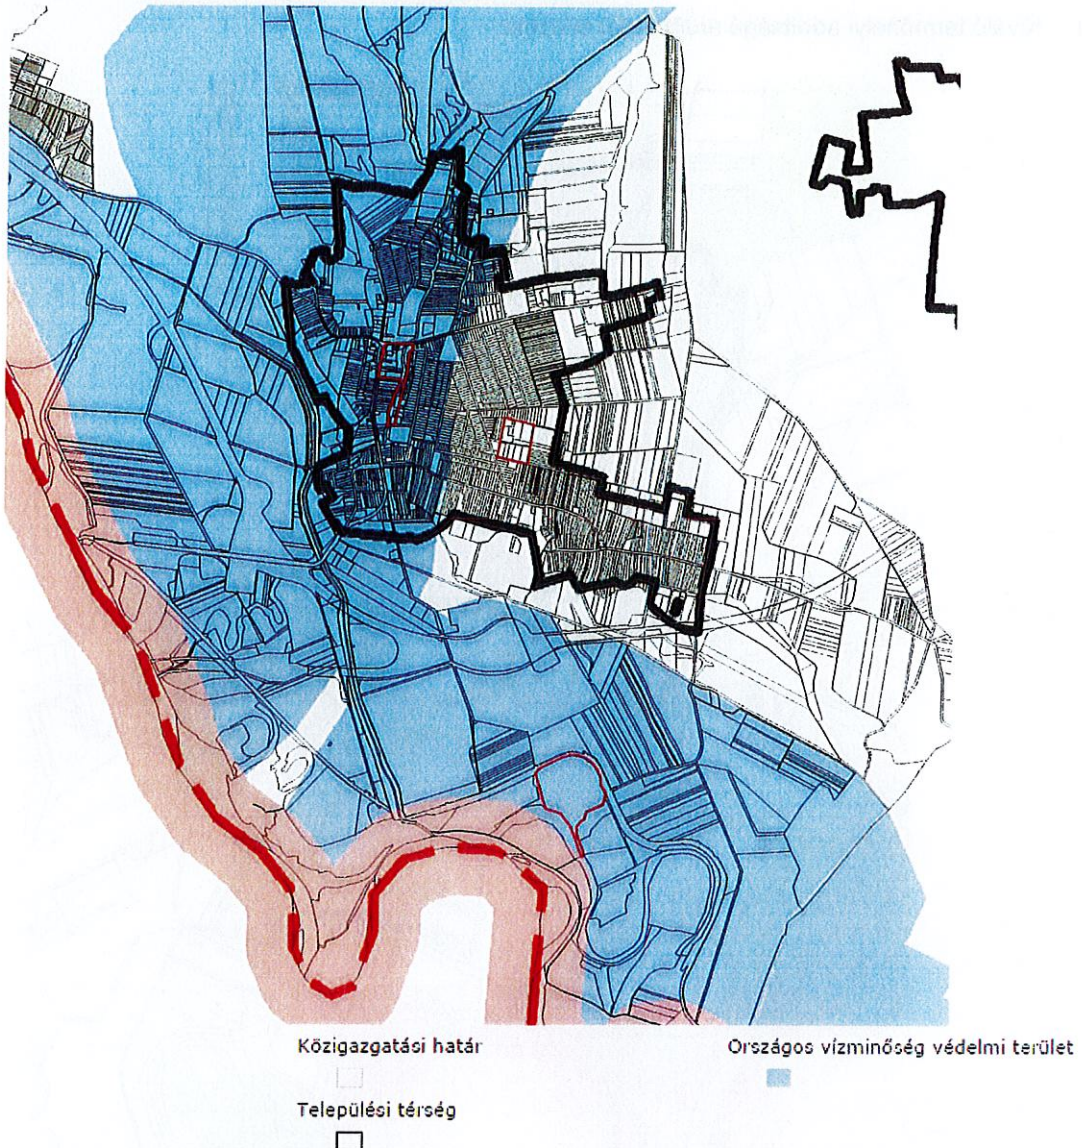 Közigazgatási határ
Országos vízminőség védelmi terület
Települési térség